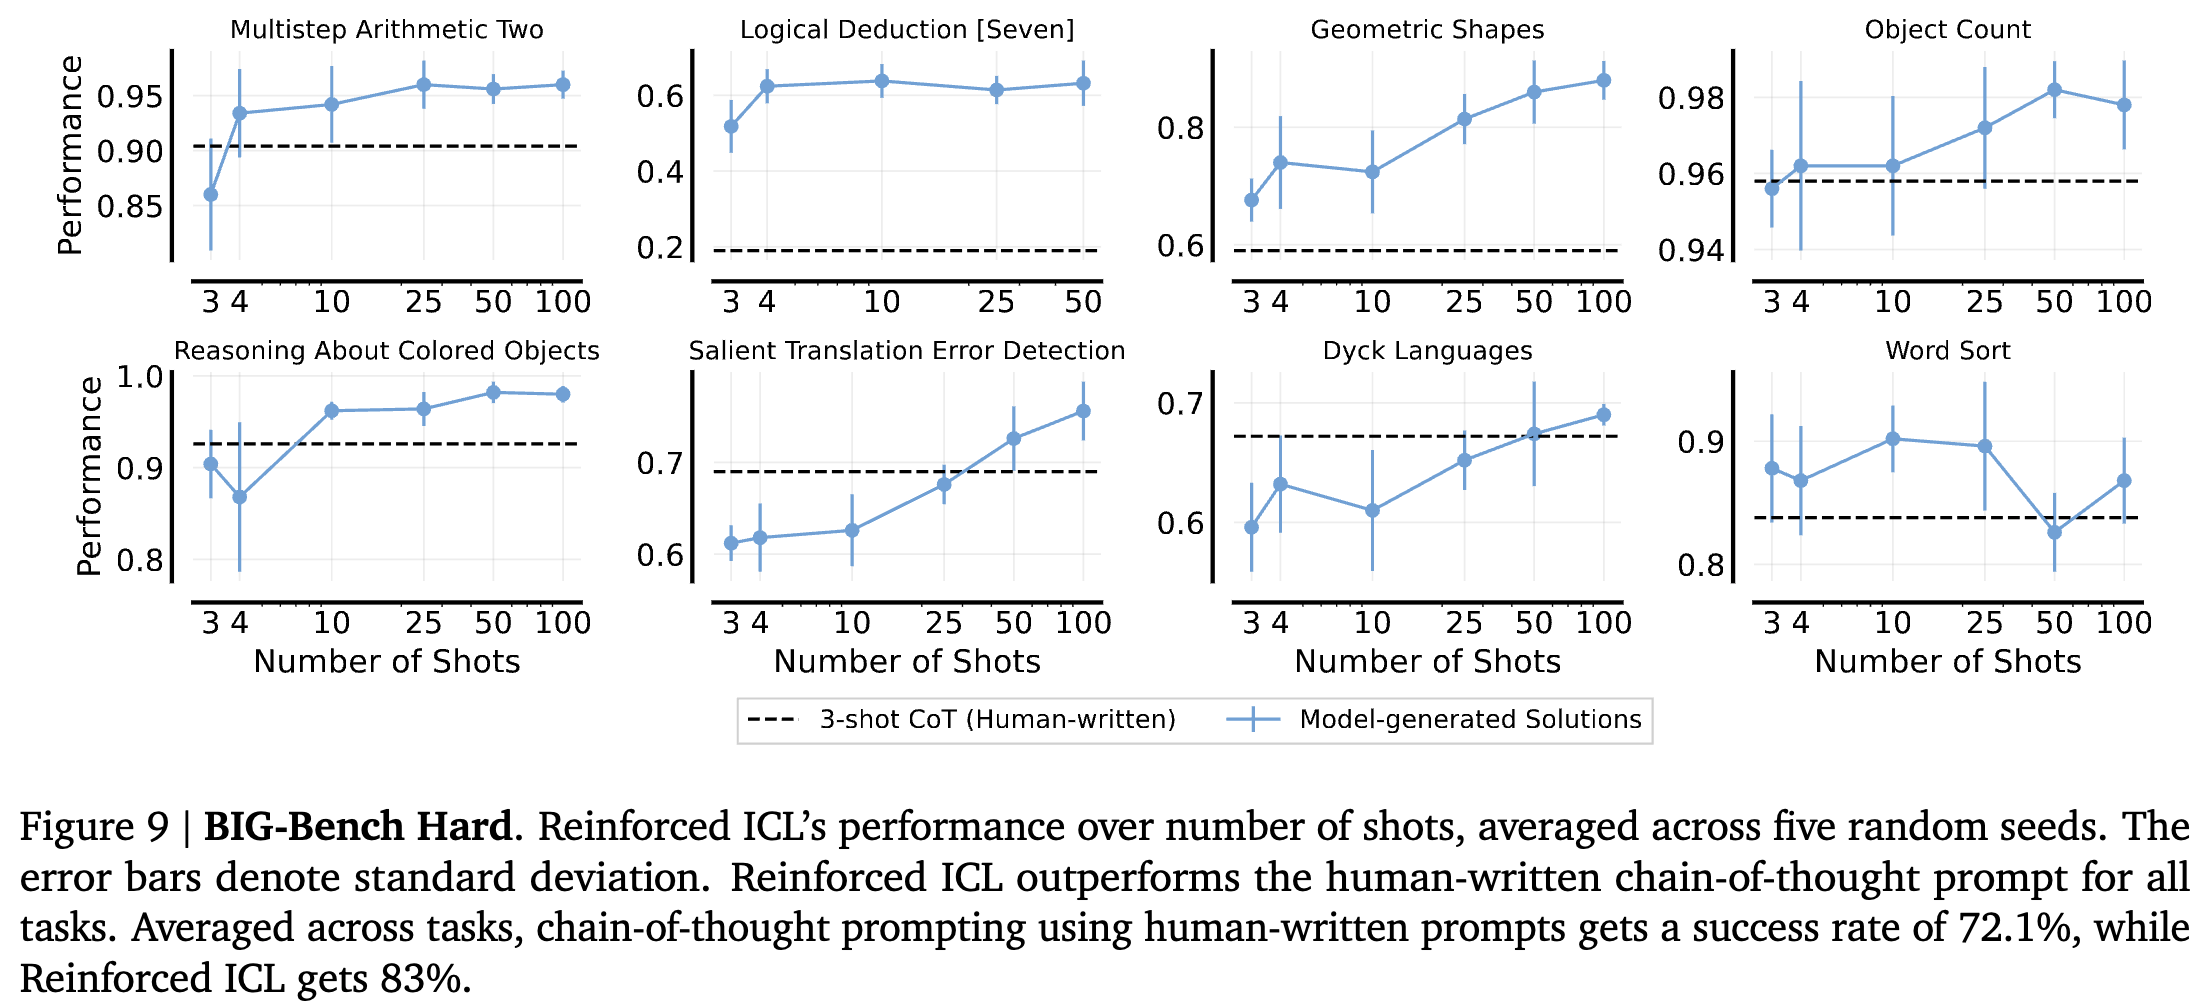 Multistep Arithmetic Two
Performance
0.95
0.90
0.85
3 4 10 25 50 100
Logical Deduction [Seven]
0.6
0.4
0.2
3 4 10 25 50
Geometric Shapes
0.8
0.6
3 4 10 25 50 100
Object Count
0.98
0.96
0.94
3 4 10 25 50 100
Reasoning About Colored Objects
Performance
1.0
0.9
0.8
3 4 10 25 50 100
Number of Shots
Salient Translation Error Detection
0.7
0.6
3 4 10 25 50 100
Number of Shots
Dyck Languages
0.7
0.6
3 4 10 25 50 100
Number of Shots
Word Sort
0.9
0.8
3 4 10 25 50 100
Number of Shots
3-shot CoT (Human-written) Model-generated Solutions
Figure 9 | BIG-Bench Hard. Reinforced ICL’s performance over number of shots, averaged across five random seeds. The
error bars denote standard deviation. Reinforced ICL outperforms the human-written chain-of-thought prompt for all
tasks. Averaged across tasks, chain-of-thought prompting using human-written prompts gets a success rate of 72.1%, while
Reinforced ICL gets 83%.